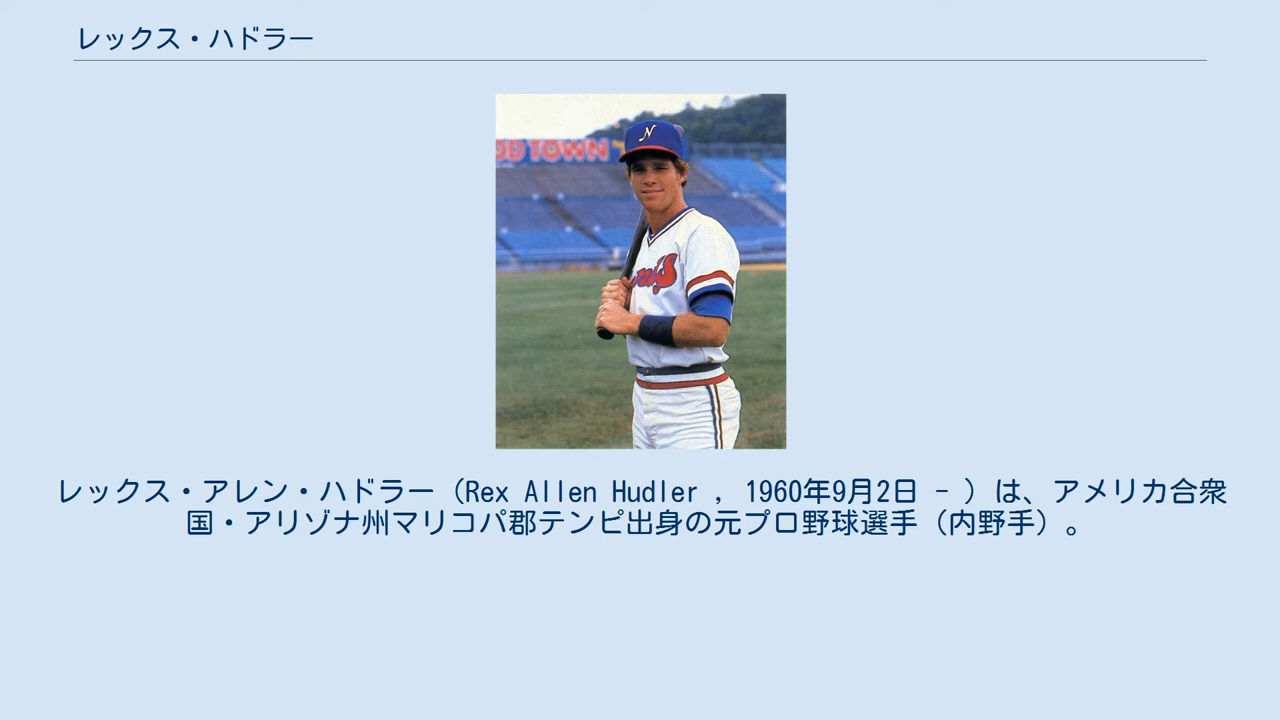 レックス・ハドラー
TOWN
N
レックス・アレン・ハドラー（Rex Allen Hudler , 1960年9月2日 - ）は、アメリカ合衆
国・アリゾナ州マリコパ郡テンピ出身の元プロ野球選手（内野手）。